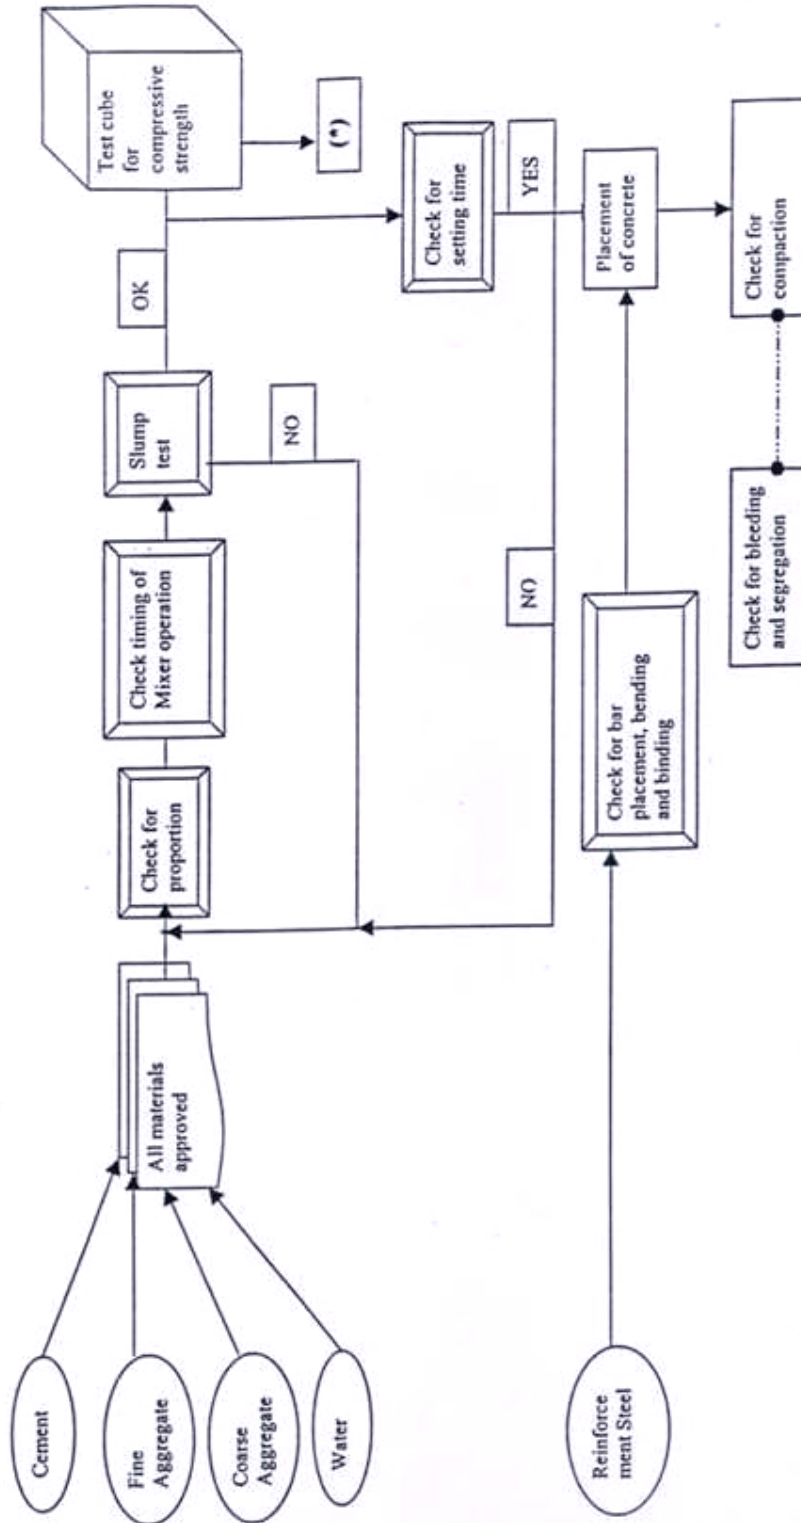 Cement
Fine
Aggregate
Coarse
Aggregate
Water
All materials
approved
Check for
proportion
Check timing of
Mixer operation
Slump
test
OK
Test cube
for
compressive
strength
(*)
NO
Check for
setting time
YES
NO
Reinforce
ment Steel
Check for bar
placement, bending
and binding
Placement
of concrete
Check for bleeding
and segregation
Check for
compaction